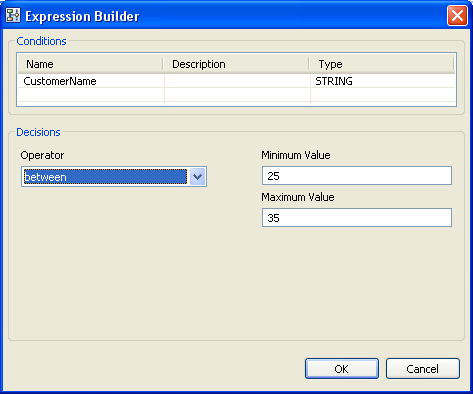 Expression Builder
Conditions
Name Description Type
CustomerName STRING
Decisions
Operator
between
Minimum Value
25
Maximum Value
35
OK Cancel